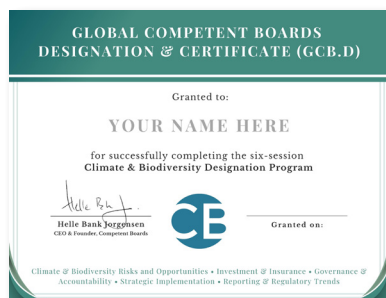 GLOBAL COMPETENT BOARDS
DESIGNATION & CERTIFICATE (GCB.D)
Granted to:
YOUR NAME HERE
for successfully completing the six-session
Climate & Biodiversity Designation Program
Helle Bank Jorgensen
CEO & Founder, Competent Boards
CB
Granted on:
Climate & Biodiversity Risks and Opportunities • Investment & Insurance • Governance &
Accountability • Strategic Implementation • Reporting & Regulatory Trends